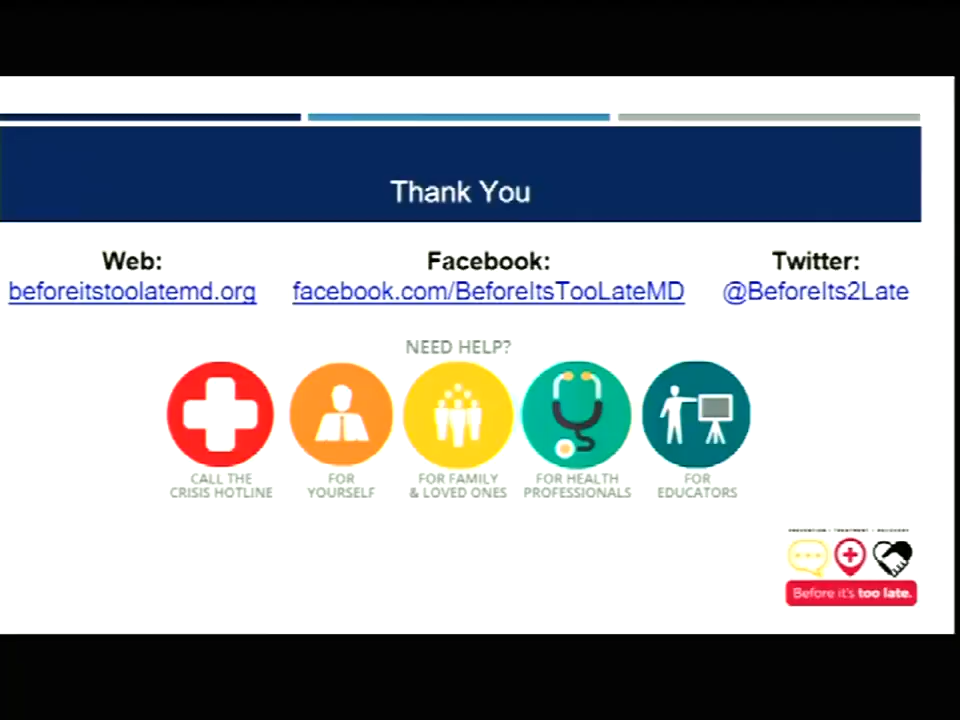 Thank You
Web:
Facebook:
Twitter:
beforeitstoolatemd.org
facebook.com/BeforeItsTooLateMD
@BeforeIts2Late
NEED HELP?
CALL THE
CRISIS HOTLINE
FOR
YOURSELF
FOR FAMILY
& LOVED ONES
FOR HEALTH
PROFESSIONALS
FOR
EDUCATORS
Before it's too late.